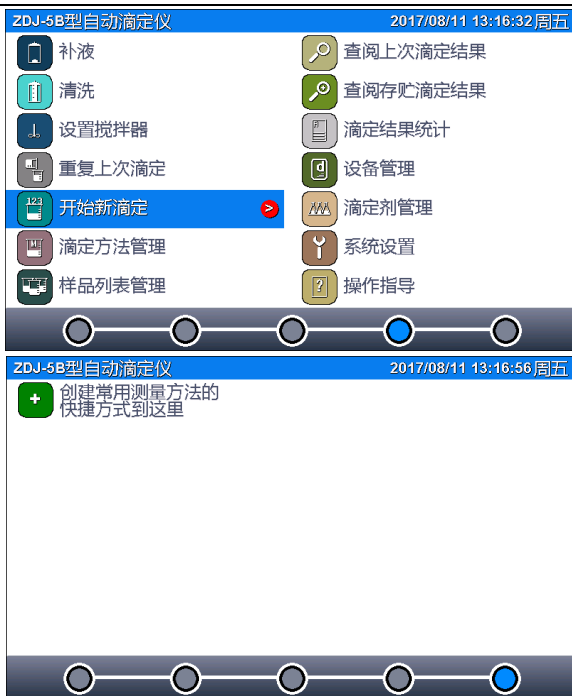 ZDJ-5B型自动滴定仪
2017/08/11 13:16:32周五
补液
清洗
设置搅拌器
重复上次滴定
开始新滴定
滴定方法管理
样品列表管理
查阅上次滴定结果
查阅存贮滴定结果
滴定结果统计
设备管理
滴定剂管理
系统设置
操作指导
ZDJ-5B型自动滴定仪
2017/08/11 13:16:56周五
创建常用测量方法的
快捷方式到这里